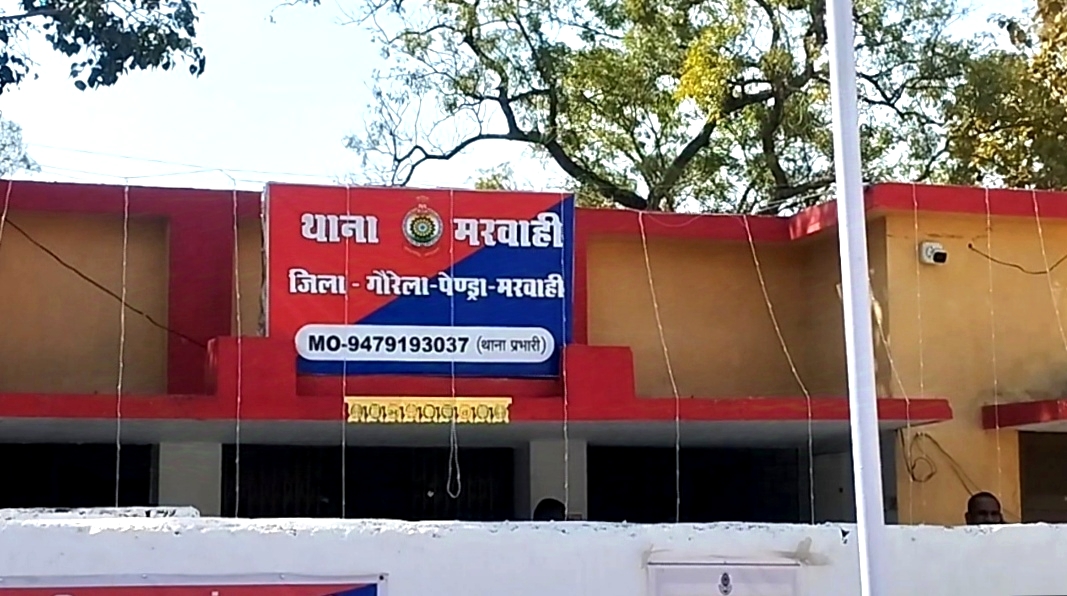 थाना मरवाही
जिला - गौरेला-पेण्ड्रा-मरवाही
MO-9479193037 (थाना प्रभारी)